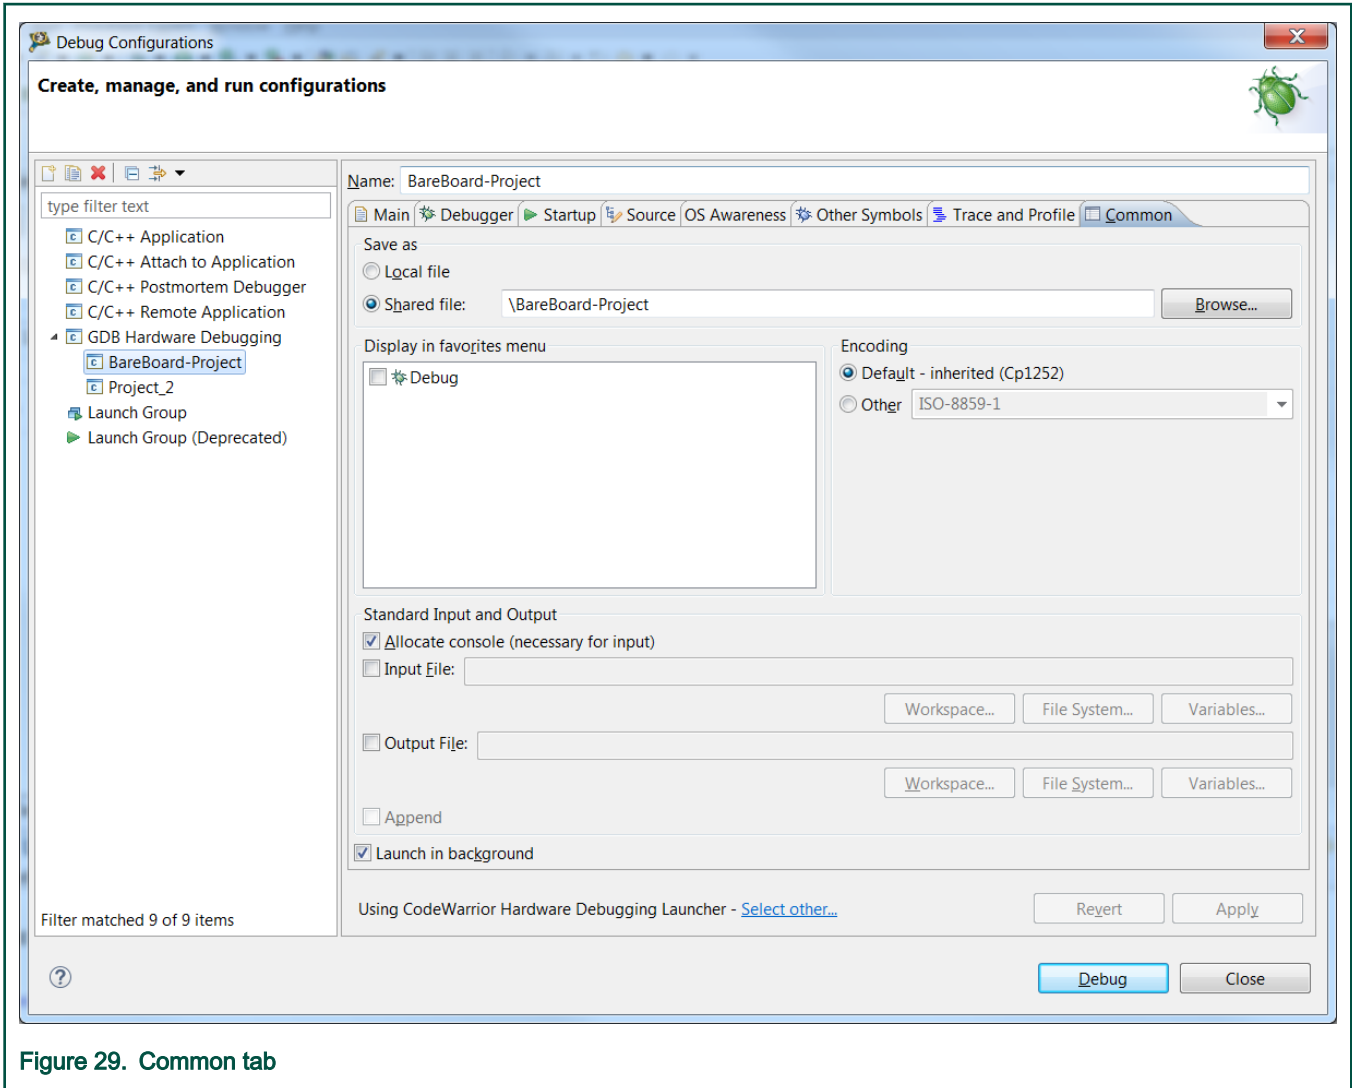 Debug Configurations
X
Create, manage, and run configurations
type filter text
C/C++ Application
C/C++ Attach to Application
C/C++ Postmortem Debugger
C/C++ Remote Application
GDB Hardware Debugging
BareBoard-Project
Project_2
Launch Group
Launch Group (Deprecated)
Filter matched 9 of 9 items
Name: BareBoard-Project
Main Debugger Startup Source OS Awareness Other Symbols Trace and Profile Common
Save as
Local file
Shared file: \BareBoard-Project Browse...
Display in favorites menu
Debug
Encoding
Default - inherited (Cp1252)
Other ISO-8859-1
Standard Input and Output
Allocate console (necessary for input)
Input File:
Workspace... File System... Variables...
Output File:
Workspace... File System... Variables...
Append
Launch in background
Using CodeWarrior Hardware Debugging Launcher - Select other...
Revert Apply
?
Debug Close
Figure 29. Common tab